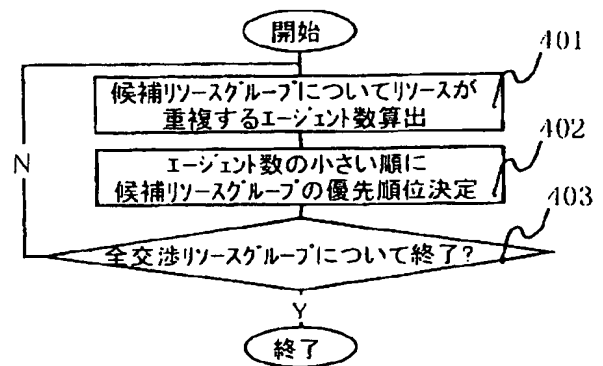 開始
401
候補リソースグループについてリソースが
重複するエージェント数算出
402
エージェント数の小さい順に
候補リソースグループの優先順位決定
403
全交渉リソースグループについて終了?
N
Y
終了